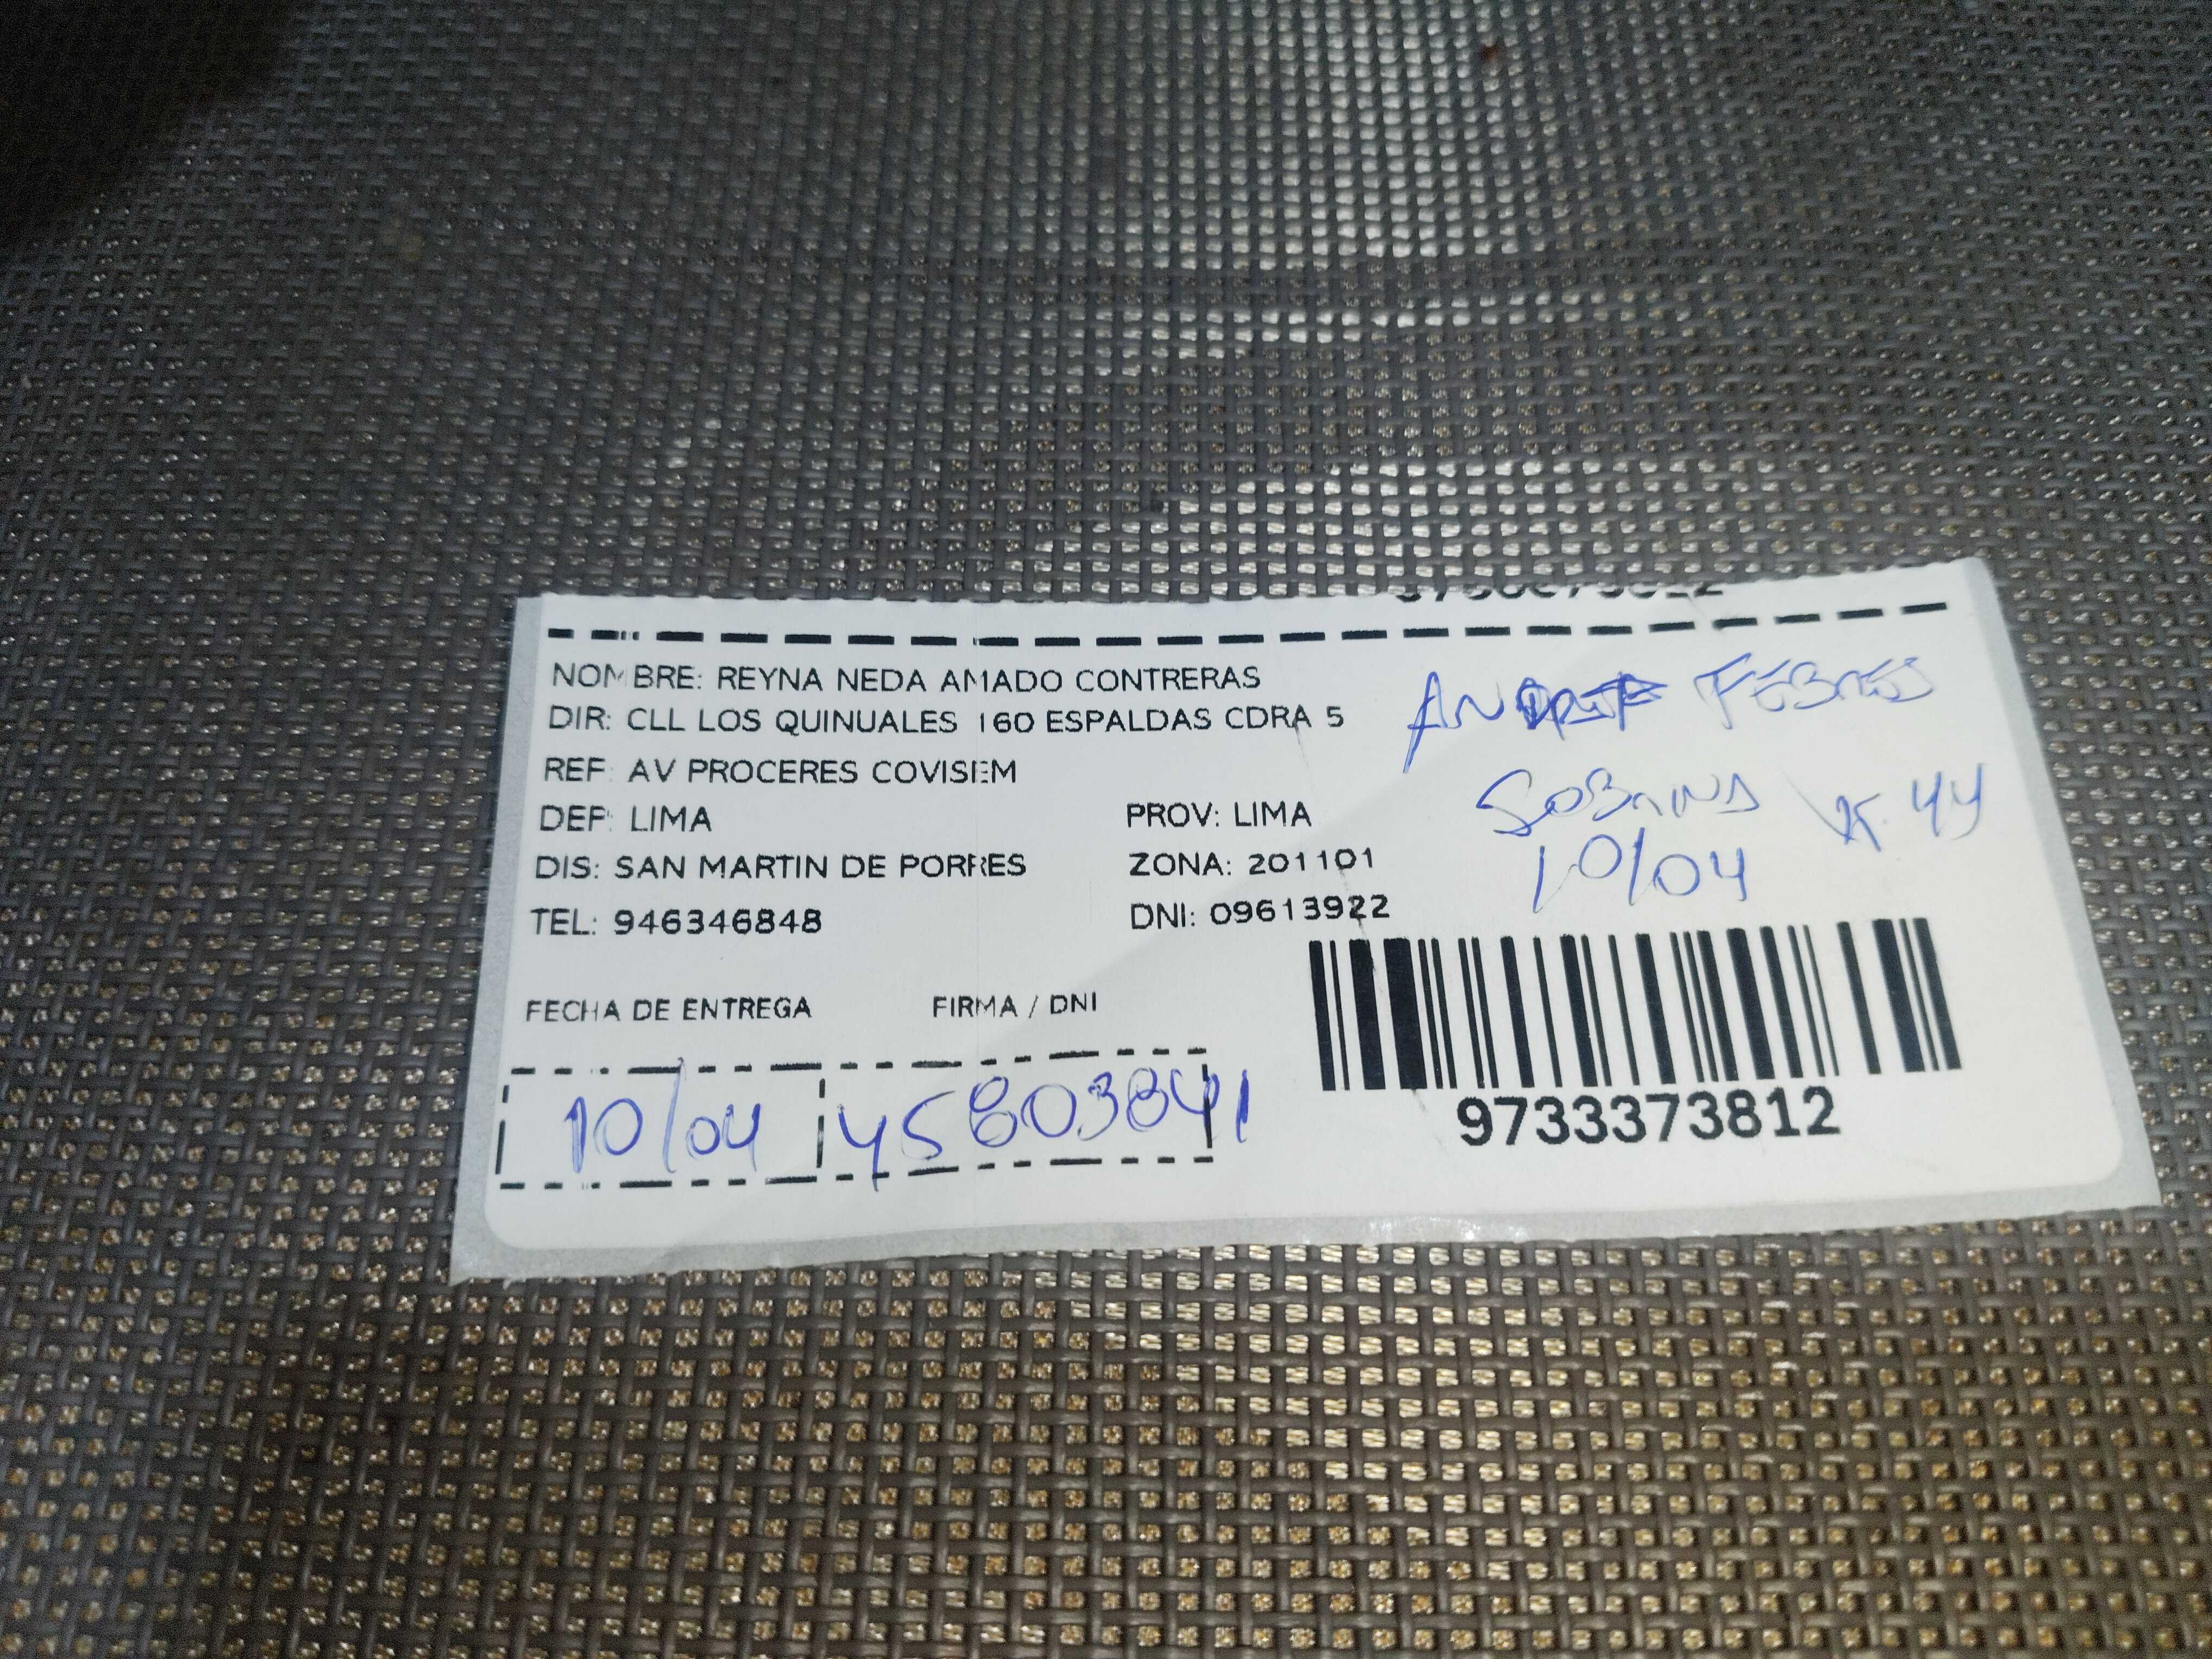 NOMBRE: REYNA NEDA AMADO CONTRERAS
DIR: CLL LOS QUINUALES 160 ESPALDAS CDRA 5
REF: AV PROCERES COVISEM
DEP: LIMA PROV: LIMA
DIS: SAN MARTIN DE PORRES ZONA: 201101
TEL: 946346848 DNI: 09613922
FECHA DE ENTREGA FIRMA / DNI
10/04 45803841
9733373812
SOBRINA
10/04